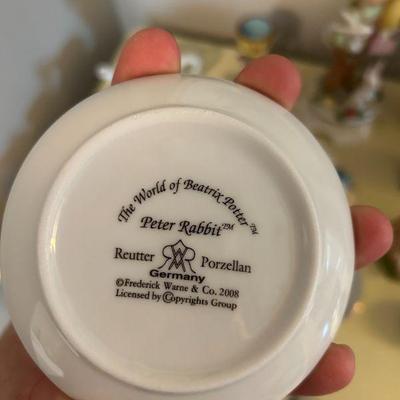 The World of Beatrix Potter™
Peter Rabbit™
Reutter Porzellan
Germany
©Frederick Warne & Co. 2008
Licensed by ©opyrights Group